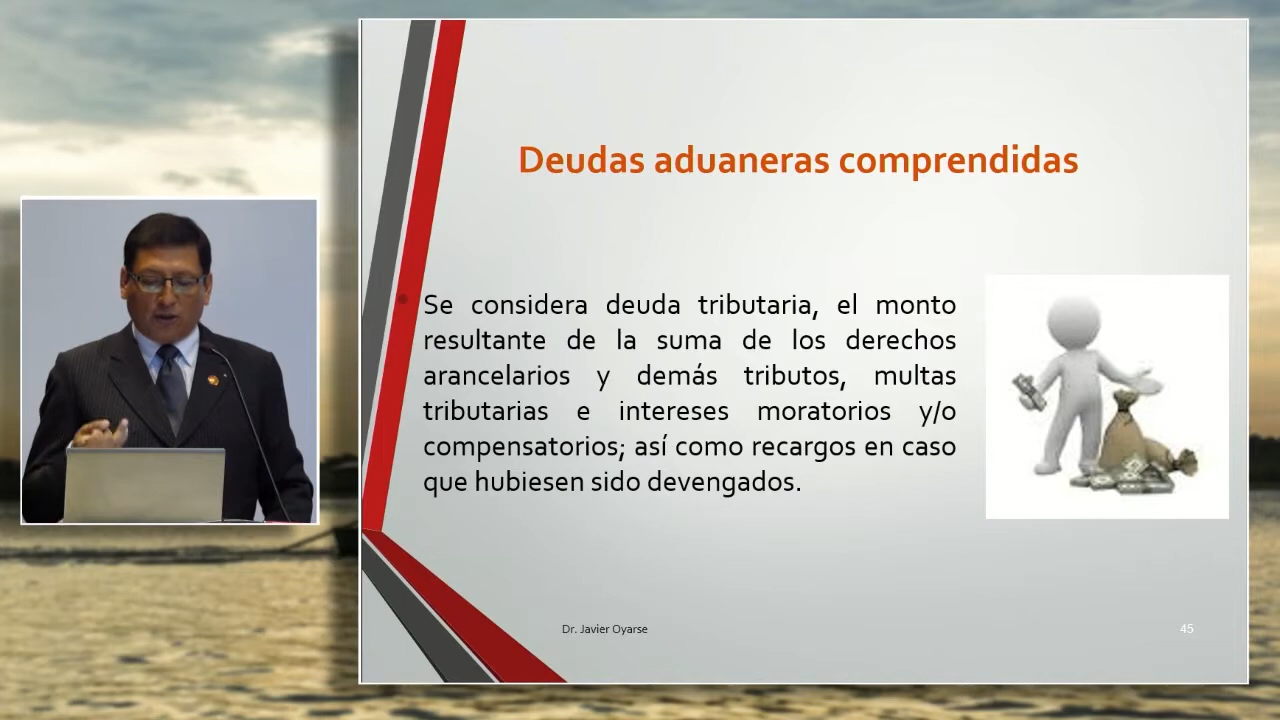 Deudas aduaneras comprendidas
Se considera deuda tributaria, el monto
resultante de la suma de los derechos
arancelarios y demás tributos, multas
tributarias e intereses moratorios y/o
compensatorios; así como recargos en caso
que hubiesen sido devengados.
Dr. Javier Oyarse
45